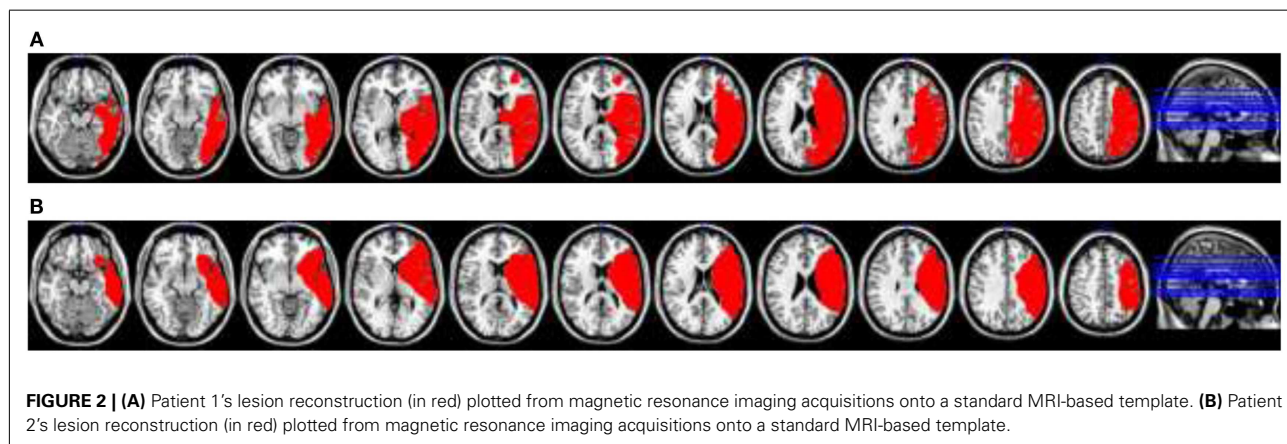 A
B
FIGURE 2 | (A) Patient 1's lesion reconstruction (in red) plotted from magnetic resonance imaging acquisitions onto a standard MRI-based template. (B) Patient
2's lesion reconstruction (in red) plotted from magnetic resonance imaging acquisitions onto a standard MRI-based template.